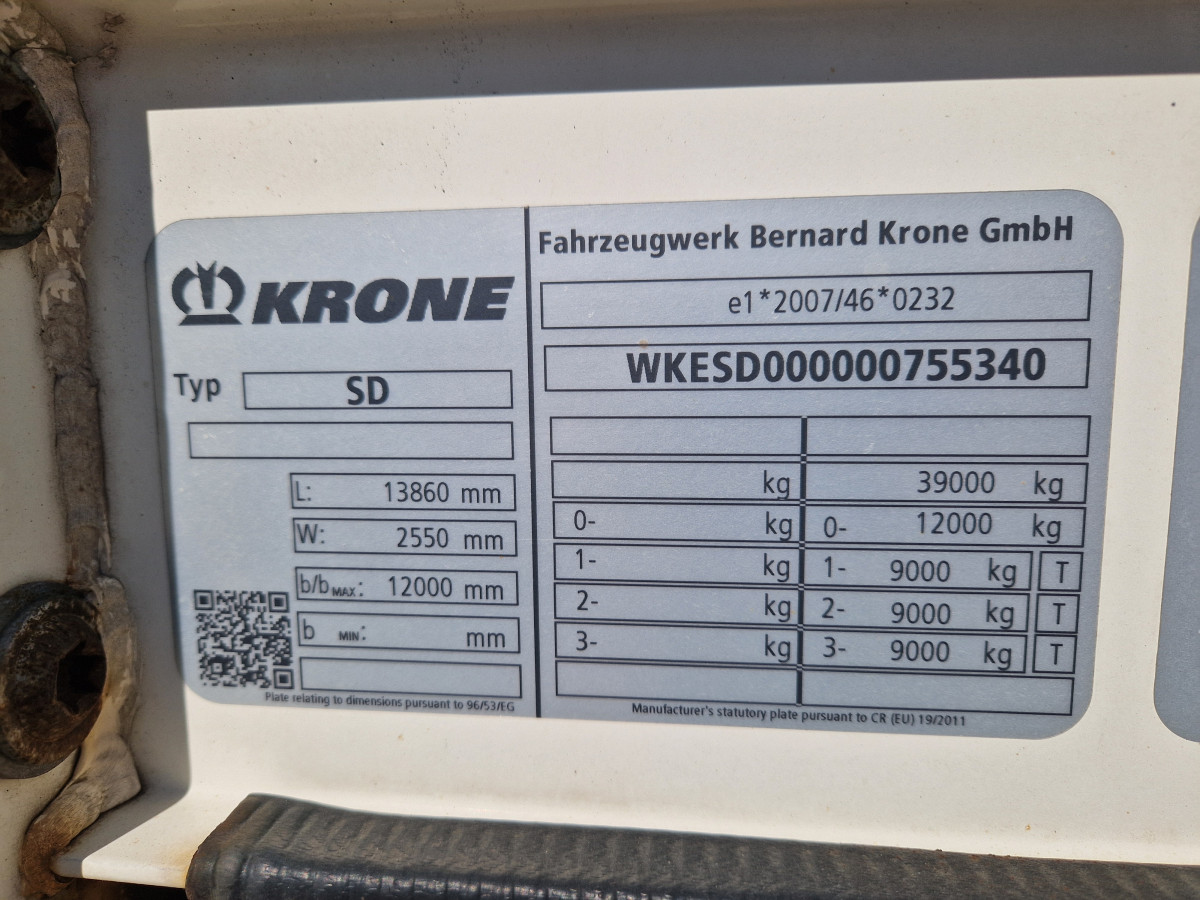 KRONE
Typ SD
L: 13860 mm
W: 2550 mm
b/b MAX: 12000 mm
b MIN: mm
Plate relating to dimensions pursuant to 96/53/EG
Fahrzeugwerk Bernard Krone GmbH
e1*2007/46*0232
WKESD000000755340
kg 39000 kg
0- kg 0- 12000 kg
1- kg 1- 9000 kg T
2- kg 2- 9000 kg T
3- kg 3- 9000 kg T
Manufacturer's statutory plate pursuant to CR (EU) 19/2011